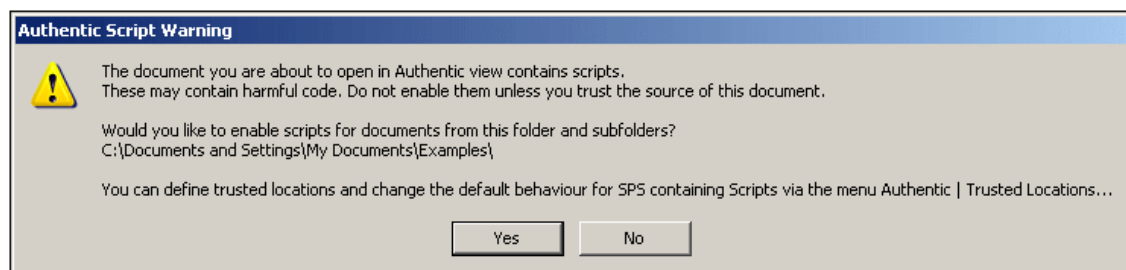 Authentic Script Warning
The document you are about to open in Authentic view contains scripts.
These may contain harmful code. Do not enable them unless you trust the source of this document.
Would you like to enable scripts for documents from this folder and subfolders?
C:\Documents and Settings\My Documents\Examples\
You can define trusted locations and change the default behaviour for SPS containing Scripts via the menu Authentic | Trusted Locations...
Yes No